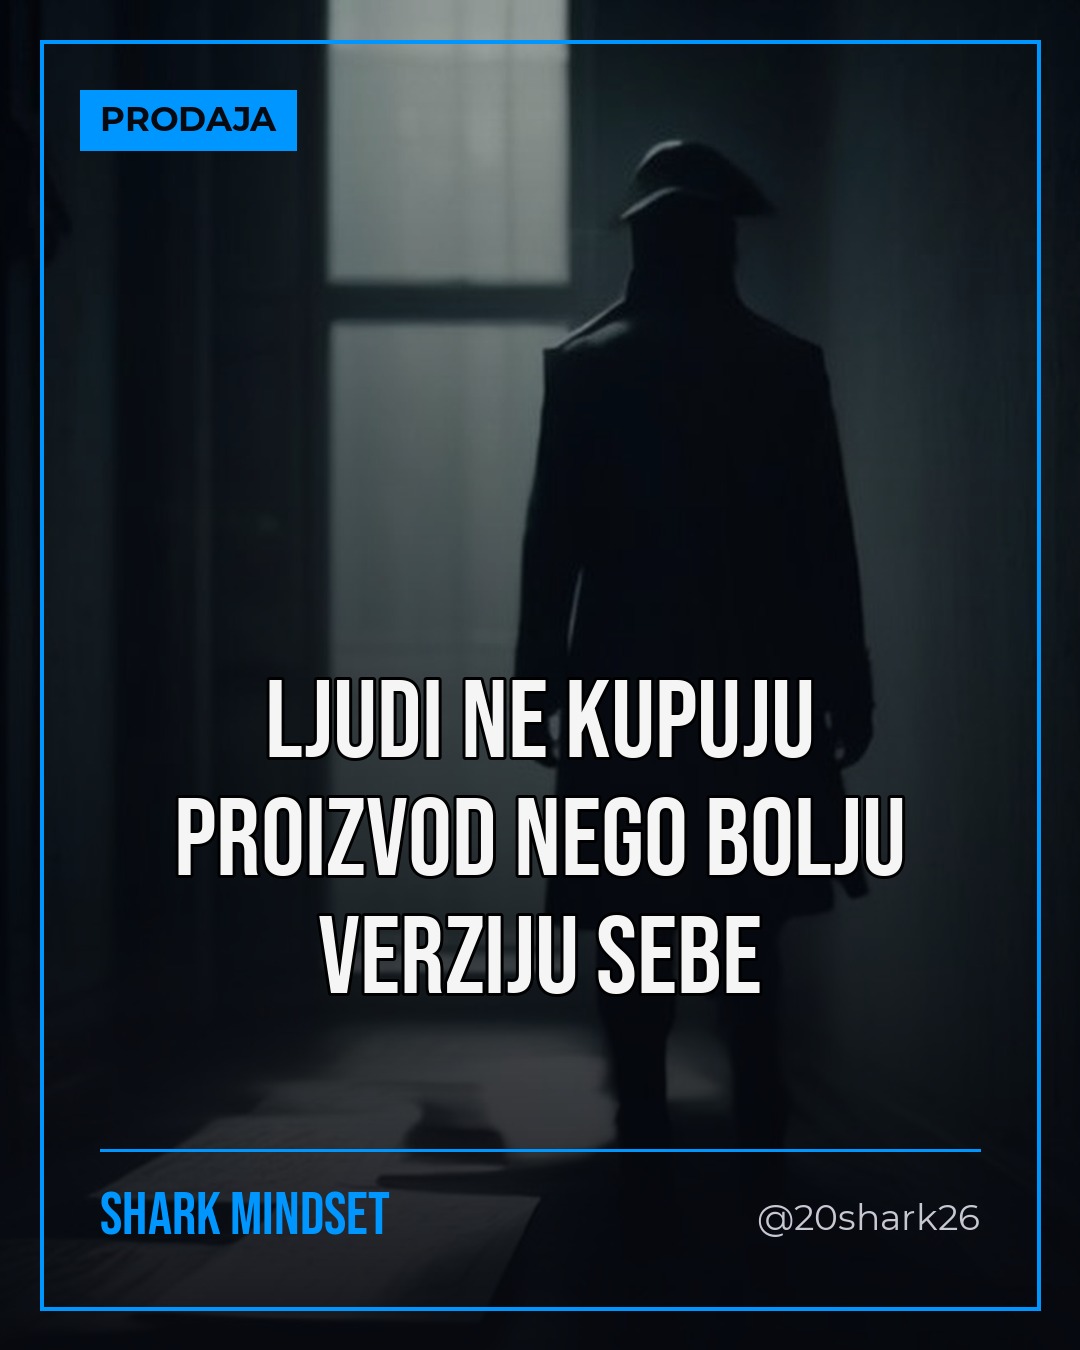 PRODAJA
LJUDI NE KUPUJU
PROIZVOD NEGO BOLJU
VERZIJU SEBE
SHARK MINDSET
@20shark26